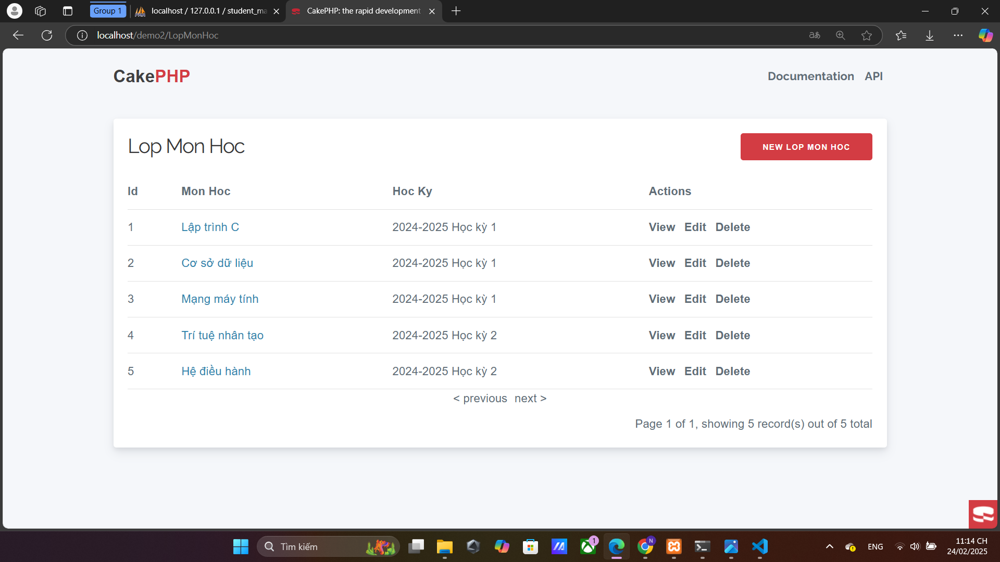 Group 1
localhost / 127.0.0.1 / student_ma
CakePHP: the rapid development
localhost/demo2/LopMonHoc
CakePHP
Documentation API
Lop Mon Hoc
NEW LOP MON HOC
Id Mon Hoc Hoc Ky Actions
1 Lập trình C 2024-2025 Học kỳ 1 View Edit Delete
2 Cơ sở dữ liệu 2024-2025 Học kỳ 1 View Edit Delete
3 Mạng máy tính 2024-2025 Học kỳ 1 View Edit Delete
4 Trí tuệ nhân tạo 2024-2025 Học kỳ 2 View Edit Delete
5 Hệ điều hành 2024-2025 Học kỳ 2 View Edit Delete
< previous next >
Page 1 of 1, showing 5 record(s) out of 5 total
Tìm kiếm
1
N
ENG
11:14 CH
24/02/2025